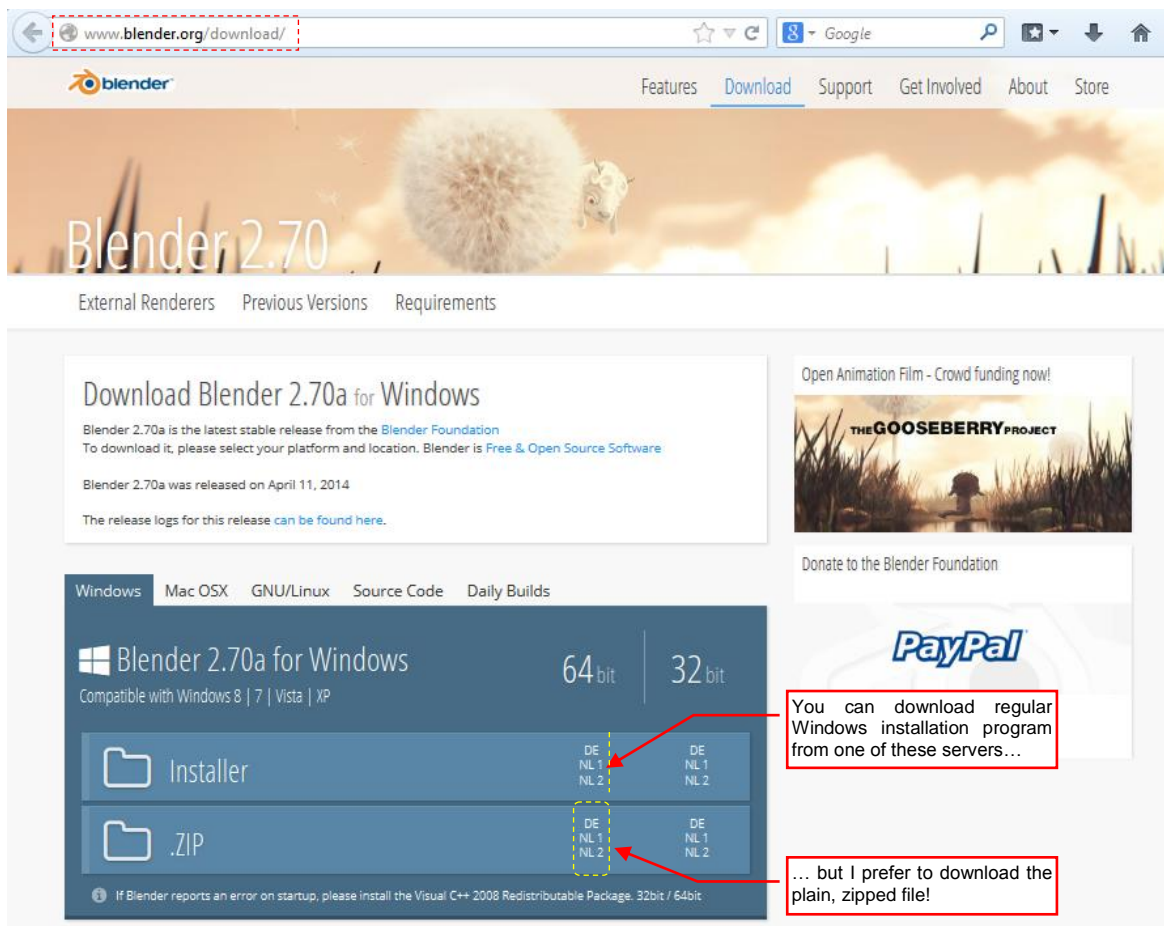 www.blender.org/download/
Google
blender
Features Download Support Get Involved About Store
Blender 2.70
External Renderers Previous Versions Requirements
Download Blender 2.70a for Windows
Blender 2.70a is the latest stable release from the Blender Foundation
To download it, please select your platform and location. Blender is Free & Open Source Software
Blender 2.70a was released on April 11, 2014
The release logs for this release can be found here.
Open Animation Film - Crowd funding now!
THE GOOSEBERRY PROJECT
Donate to the Blender Foundation
PayPal
Windows Mac OSX GNU/Linux Source Code Daily Builds
Blender 2.70a for Windows 64 bit 32 bit
Compatible with Windows 8 | 7 | Vista | XP
Installer
DE DE
NL 1 NL 1
NL 2 NL 2
.ZIP
DE DE
NL 1 NL 1
NL 2 NL 2
If Blender reports an error on startup, please install the Visual C++ 2008 Redistributable Package. 32bit / 64bit
You can download regular
Windows installation program
from one of these servers…
… but I prefer to download the
plain, zipped file!